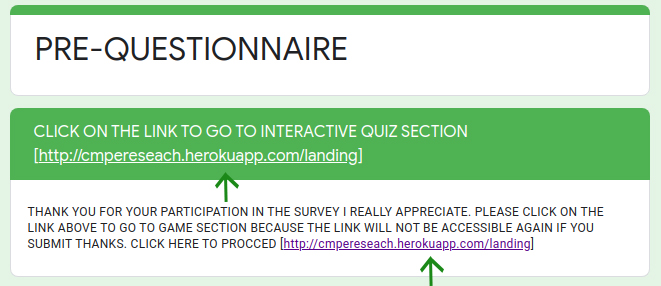 PRE-QUESTIONNAIRE
CLICK ON THE LINK TO GO TO INTERACTIVE QUIZ SECTION
[http://cmpereseach.herokuapp.com/landing]
THANK YOU FOR YOUR PARTICIPATION IN THE SURVEY I REALLY APPRECIATE. PLEASE CLICK ON THE
LINK ABOVE TO GO TO GAME SECTION BECAUSE THE LINK WILL NOT BE ACCESSIBLE AGAIN IF YOU
SUBMIT THANKS. CLICK HERE TO PROCCED [http://cmpereseach.herokuapp.com/landing]